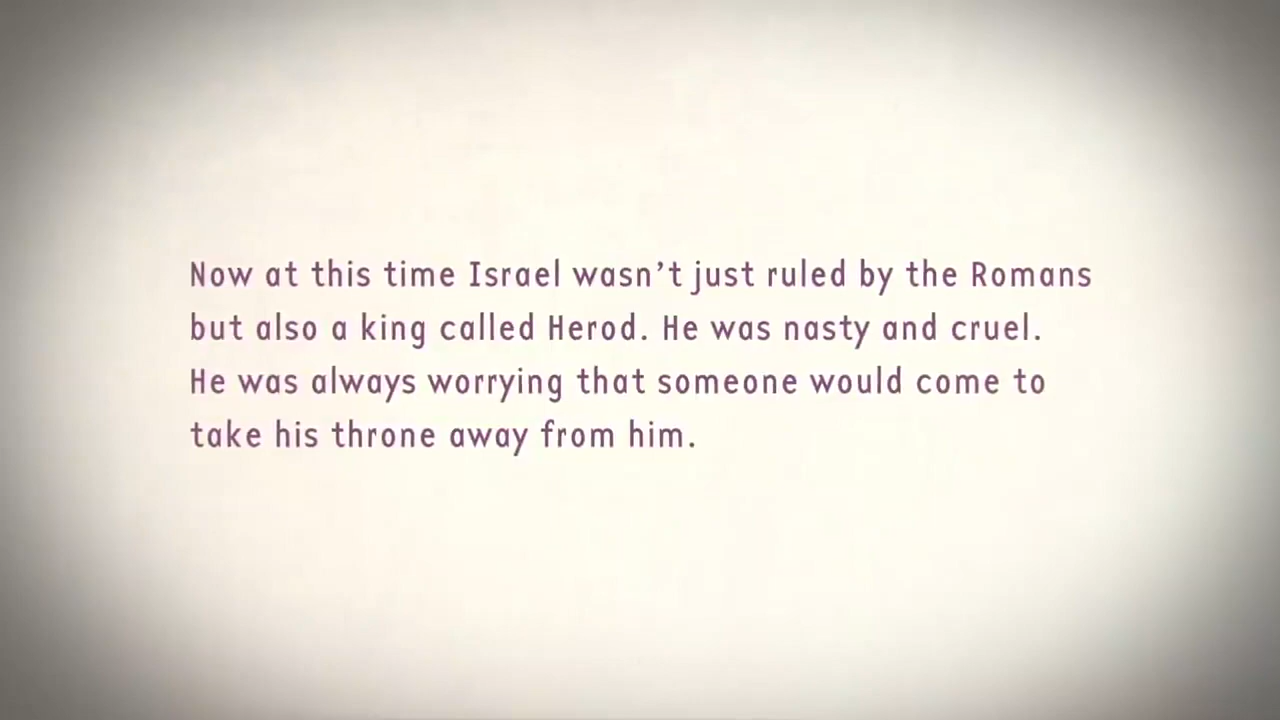 Now at this time Israel wasn’t just ruled by the Romans
but also a king called Herod. He was nasty and cruel.
He was always worrying that someone would come to
take his throne away from him.